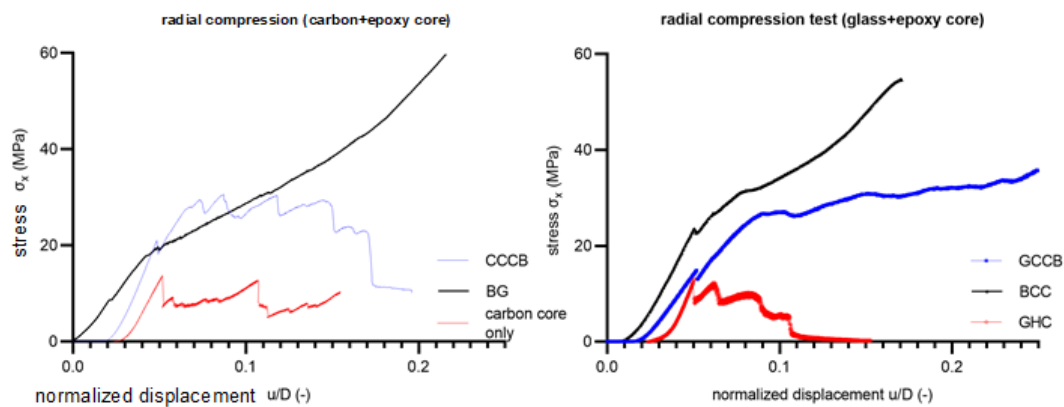 radial compression (carbon+epoxy core)
60
40
20
0
stress σx (MPa)
0.0
0.1
0.2
CCCB
BG
carbon core
only
normalized displacement u/D (-)
radial compression test (glass+epoxy core)
60
40
20
0
stress σx (MPa)
0.0
0.1
0.2
GCCB
BCC
GHC
normalized displacement u/D (-)